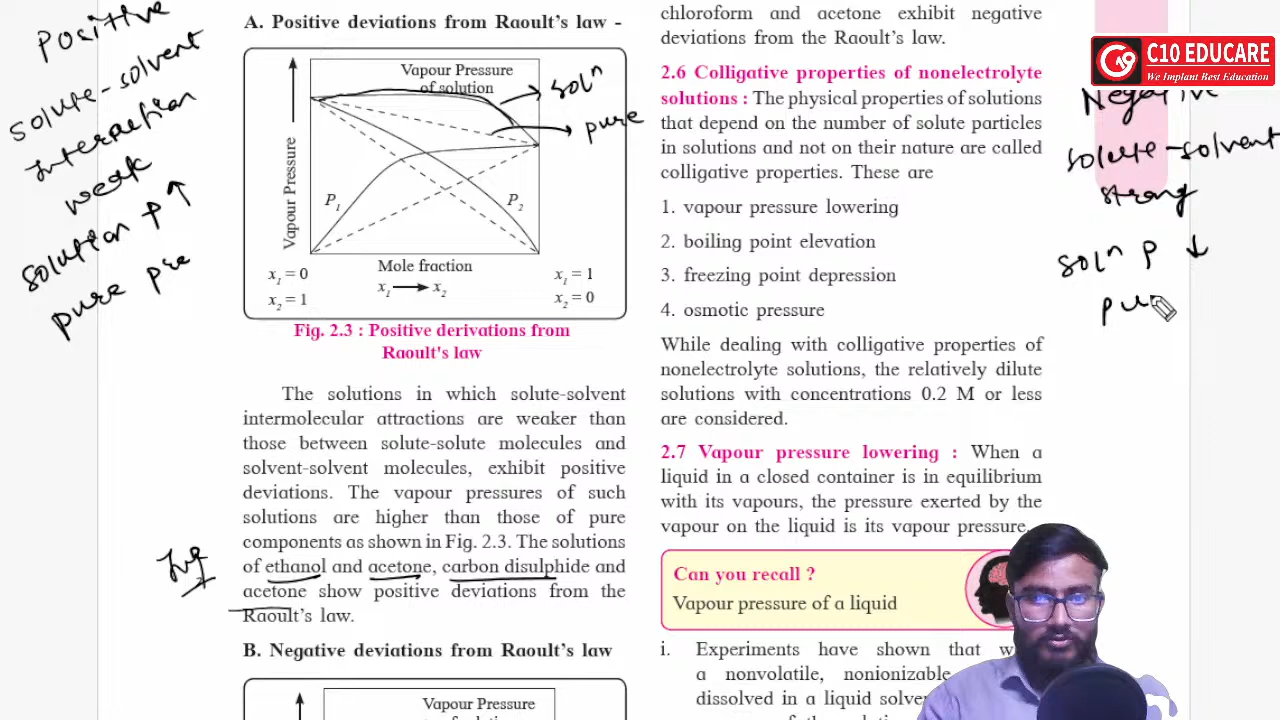 Positive
solute-solvent
Interaction
weak
solution P ↑
pure pre
A. Positive deviations from Raoult's law -
Vapour Pressure
of solution
soln
pure
Vapour Pressure
P1
P2
Mole fraction
x1 = 0
x1 → x2
x1 = 1
x2 = 1
x2 = 0
Fig. 2.3 : Positive derivations from
Raoult's law
The solutions in which solute-solvent
intermolecular attractions are weaker than
those between solute-solute molecules and
solvent-solvent molecules, exhibit positive
deviations. The vapour pressures of such
solutions are higher than those of pure
components as shown in Fig. 2.3. The solutions
of ethanol and acetone, carbon disulphide and
acetone show positive deviations from the
Raoult's law.
B. Negative deviations from Raoult's law
Vapour Pressure
chloroform and acetone exhibit negative
deviations from the Raoult's law.
2.6 Colligative properties of nonelectrolyte
solutions : The physical properties of solutions
that depend on the number of solute particles
in solutions and not on their nature are called
colligative properties. These are
1. vapour pressure lowering
2. boiling point elevation
3. freezing point depression
4. osmotic pressure
While dealing with colligative properties of
nonelectrolyte solutions, the relatively dilute
solutions with concentrations 0.2 M or less
are considered.
2.7 Vapour pressure lowering : When a
liquid in a closed container is in equilibrium
with its vapours, the pressure exerted by the
vapour on the liquid is its vapour pressure.
Can you recall ?
Vapour pressure of a liquid
i. Experiments have shown that
a nonvolatile, nonionizable
dissolved in a liquid
C10 EDUCARE
We Implant Best Education
Negative
solute-solvent
strong
soln P ↓
pu